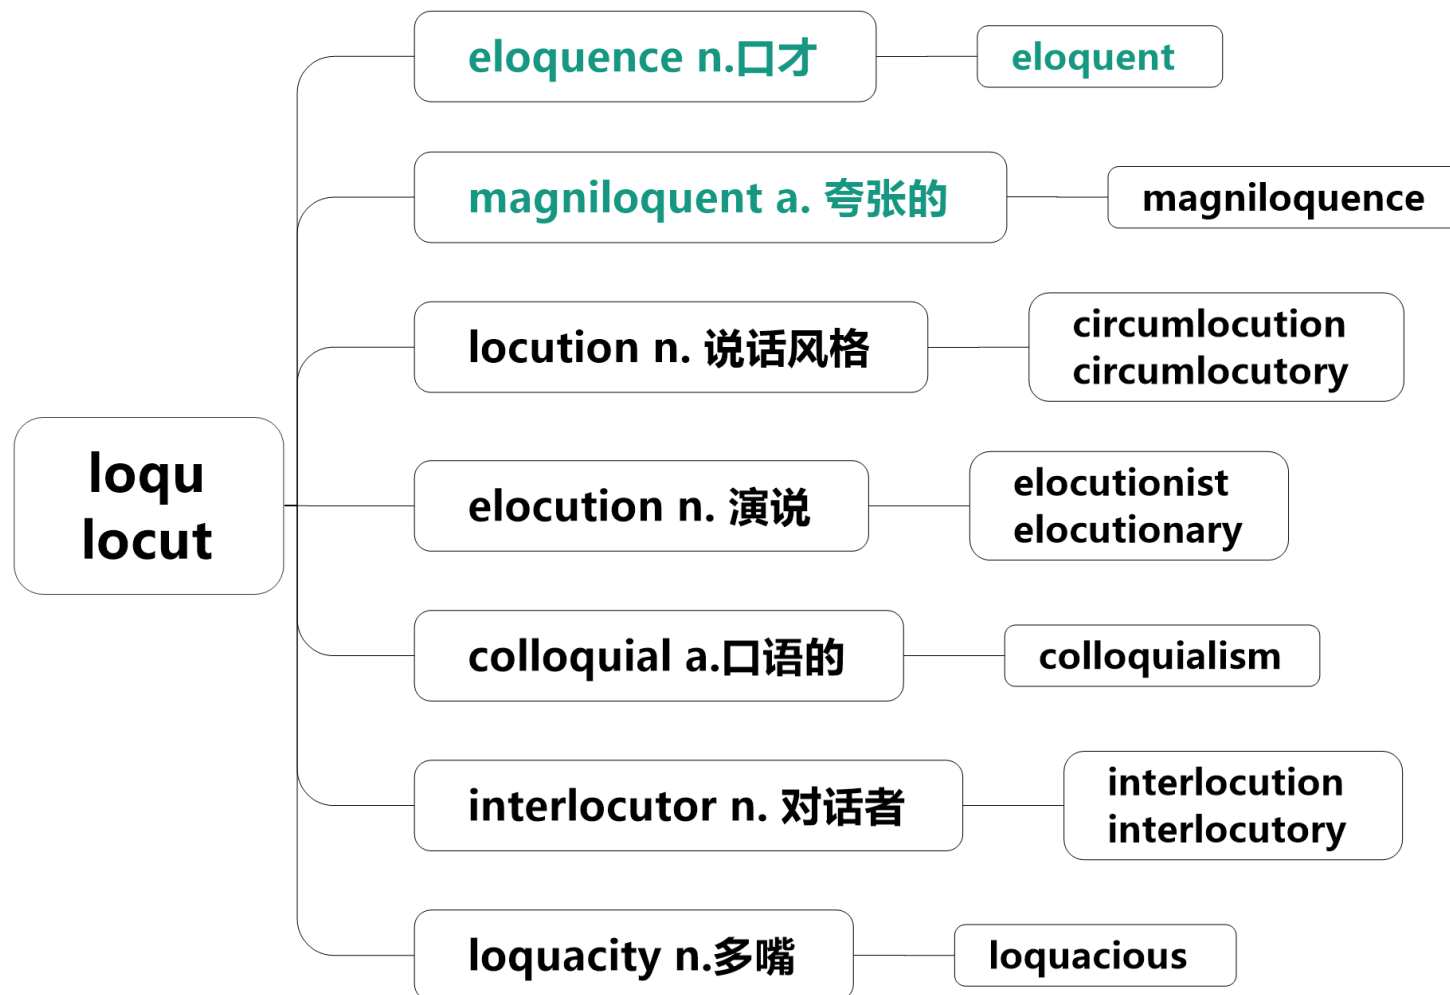 loqu
locut
eloquence n.口才
eloquent
magniloquent a. 夸张的
magniloquence
locution n. 说话风格
circumlocution
circumlocutory
elocution n. 演说
elocutionist
elocutionary
colloquial a.口语的
colloquialism
interlocutor n. 对话者
interlocution
interlocutory
loquacity n.多嘴
loquacious